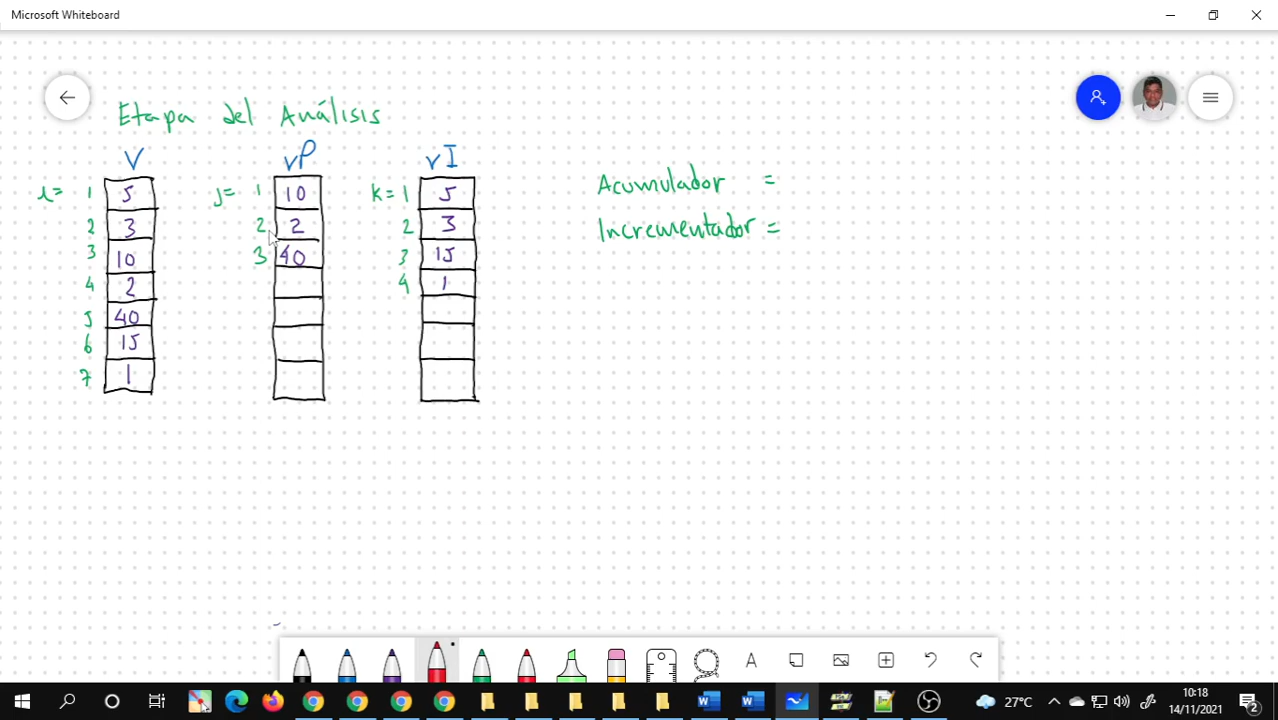 Microsoft Whiteboard
Etapa del Análisis
V vP vI
i= 1 5 j= 1 10 k= 1 5
2 3 2 2 2 3
3 10 3 40 3 15
4 2 4 1
5 40
6 15
7 1
Acumulador =
Incrementador =
A
27°C
10:18
14/11/2021
2